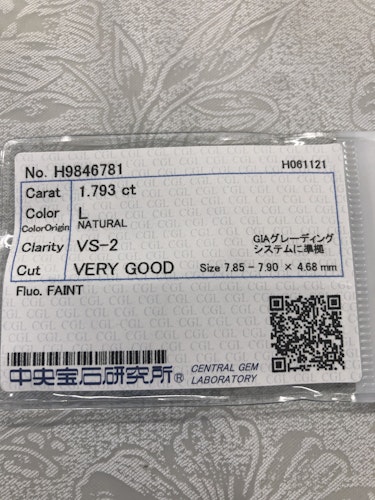 No. H9846781 H061121
Carat 1.793 ct
Color L
ColorOrigin NATURAL
Clarity VS-2 GIAグレーディング
システムに準拠
Cut VERY GOOD Size 7.85 - 7.90 × 4.68 mm
Fluo. FAINT
中央宝石研究所® CENTRAL GEM
LABORATORY